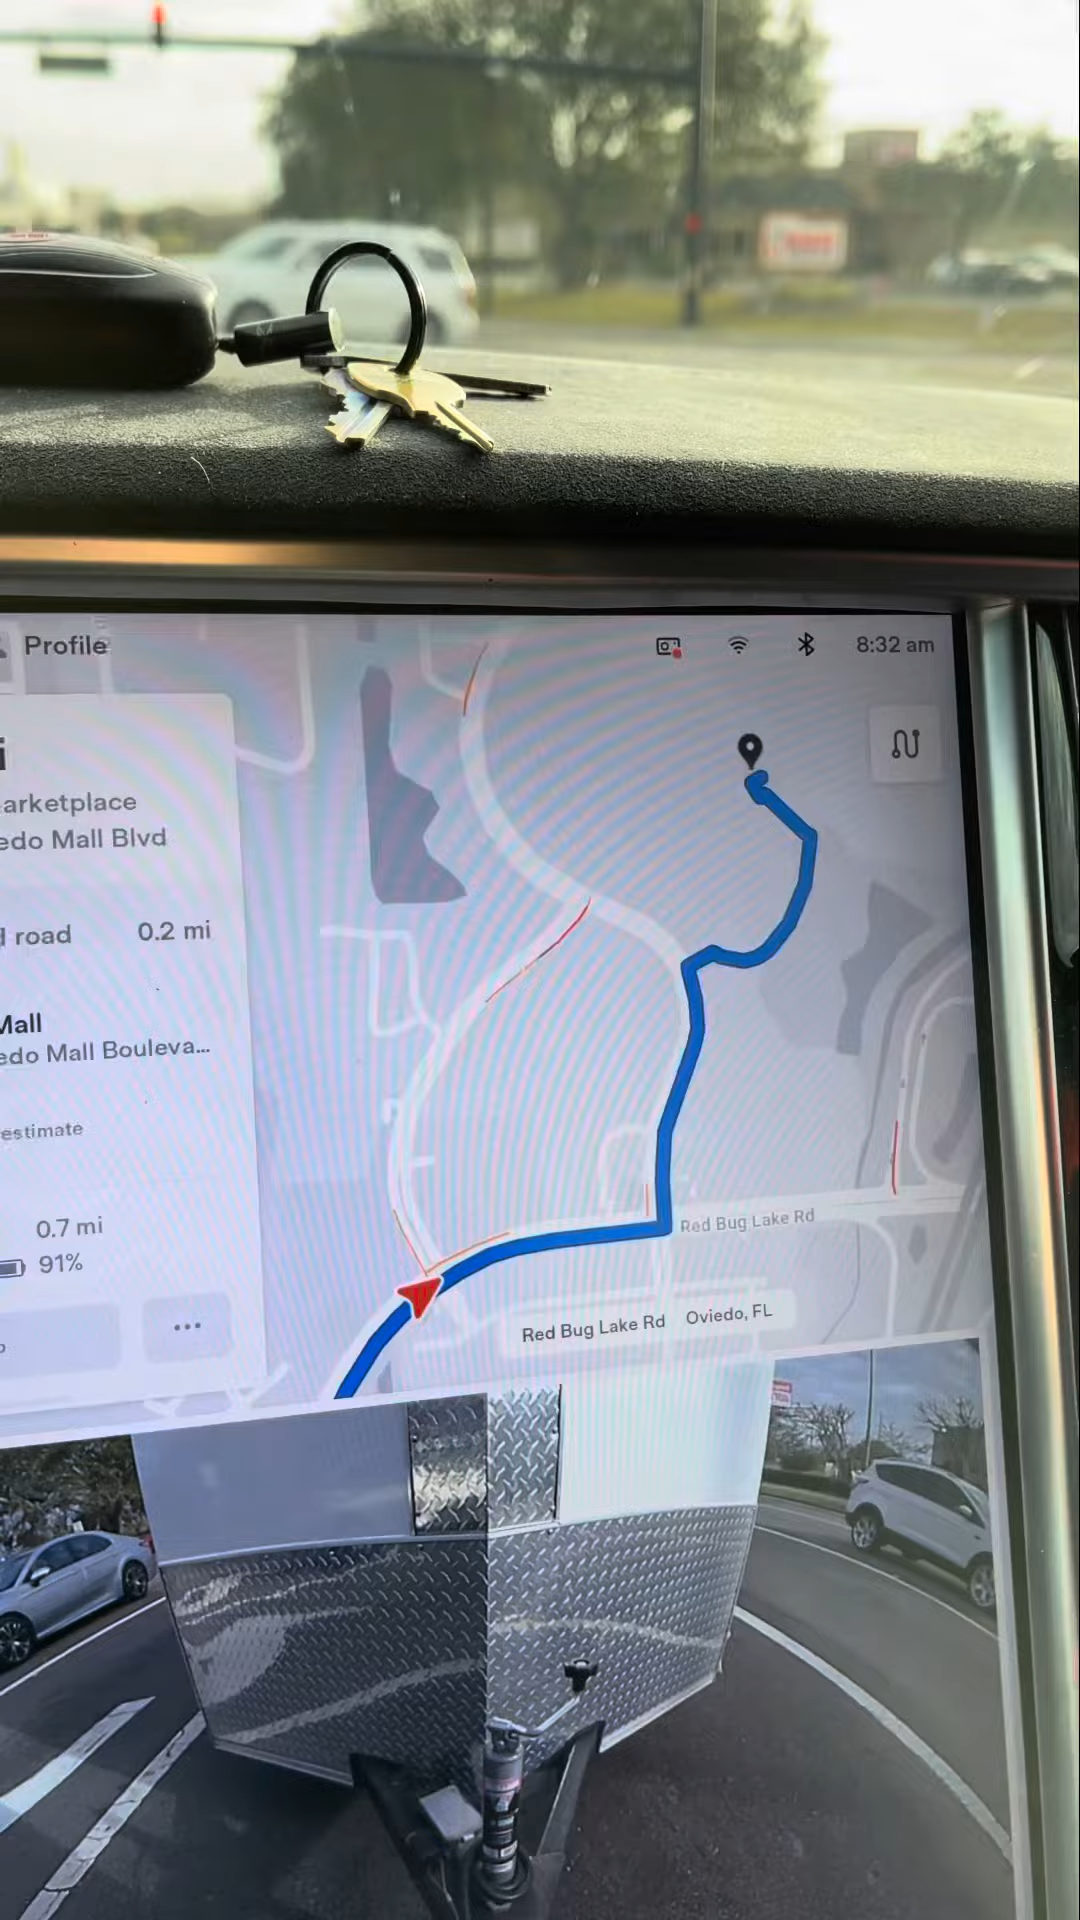 Profile
8:32 am
i
arketplace
edo Mall Blvd
road 0.2 mi
Mall
edo Mall Bouleva...
estimate
0.7 mi
91%
...
Red Bug Lake Rd
Red Bug Lake Rd Oviedo, FL